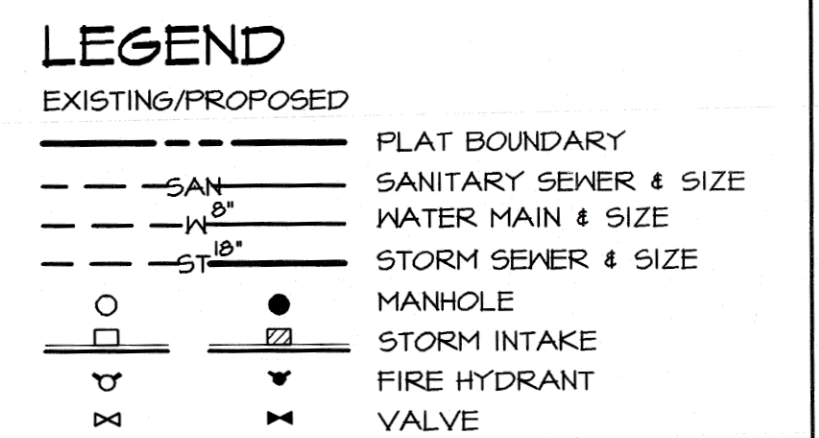 LEGEND
EXISTING/PROPOSED
PLAT BOUNDARY
SAN SANITARY SEWER & SIZE
W 8" WATER MAIN & SIZE
ST 18" STORM SEWER & SIZE
MANHOLE
STORM INTAKE
FIRE HYDRANT
VALVE